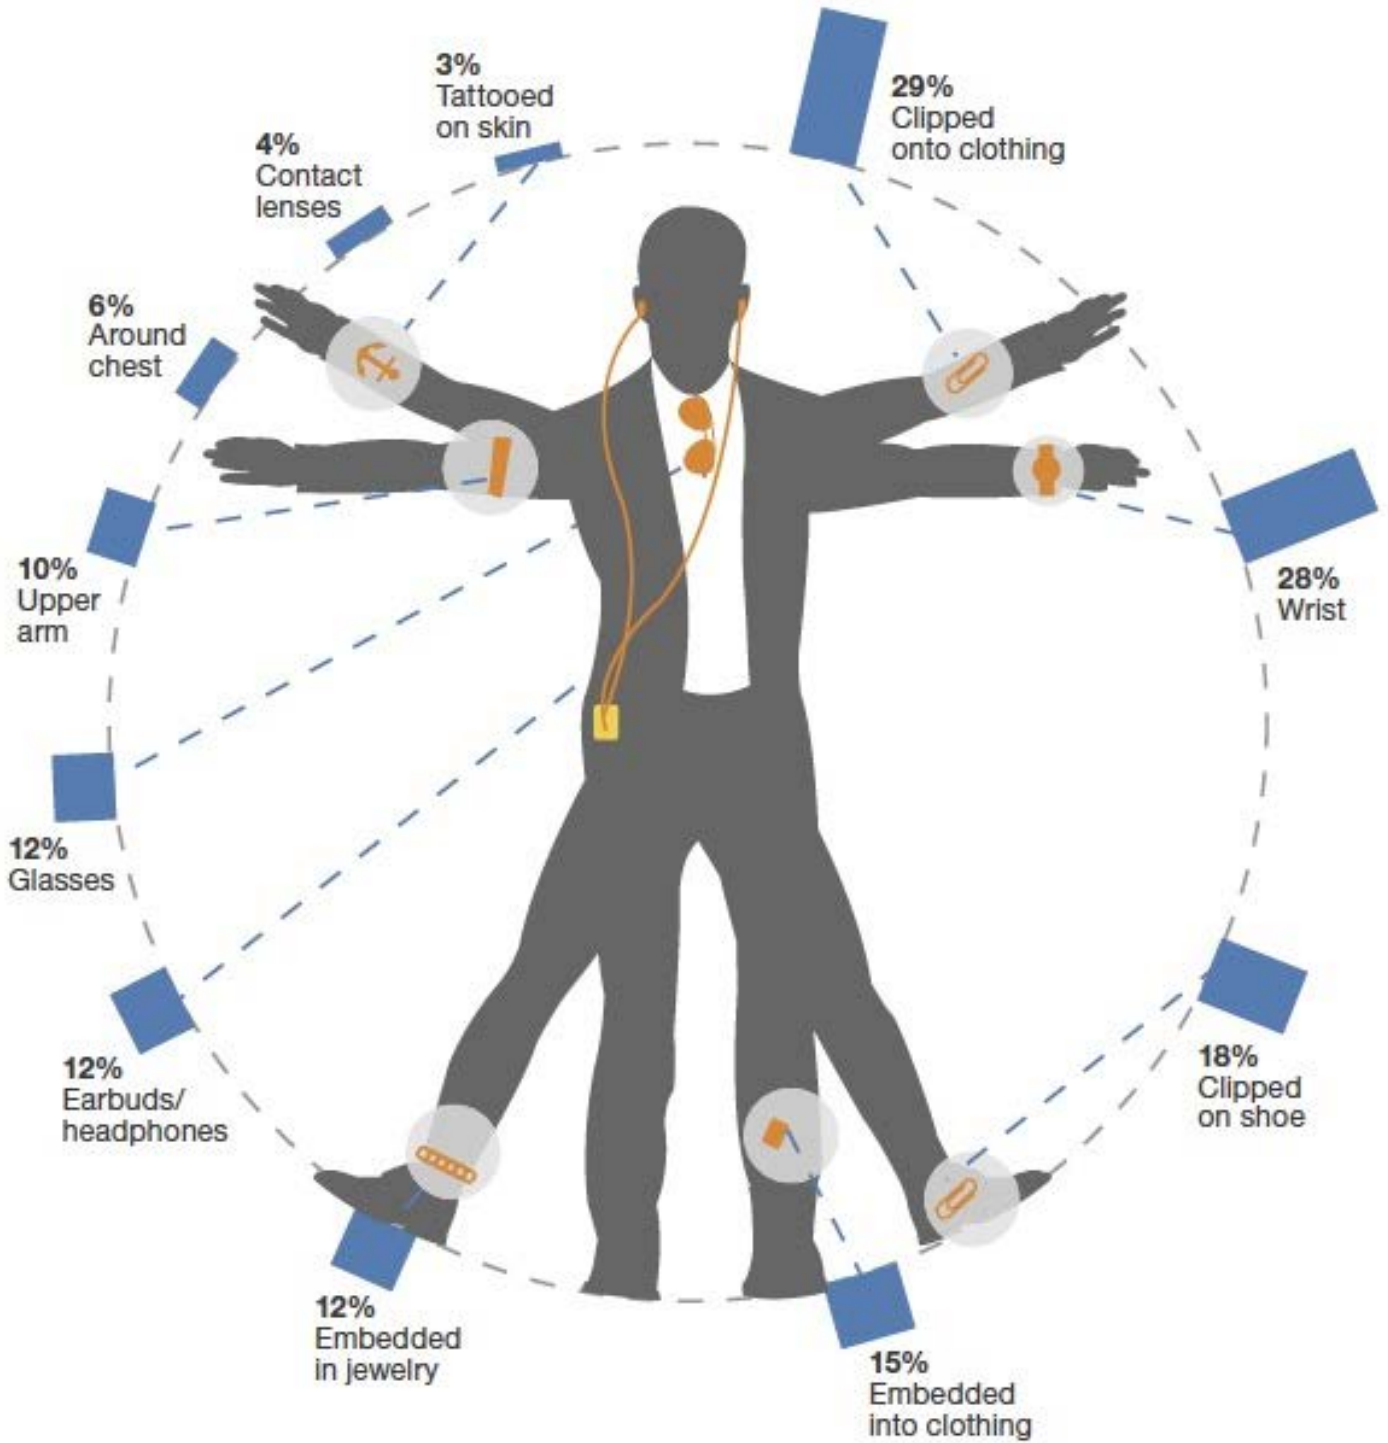 3%
Tattooed
on skin
29%
Clipped
onto clothing
4%
Contact
lenses
6%
Around
chest
10%
Upper
arm
28%
Wrist
12%
Glasses
12%
Earbuds/
headphones
18%
Clipped
on shoe
12%
Embedded
in jewelry
15%
Embedded
into clothing